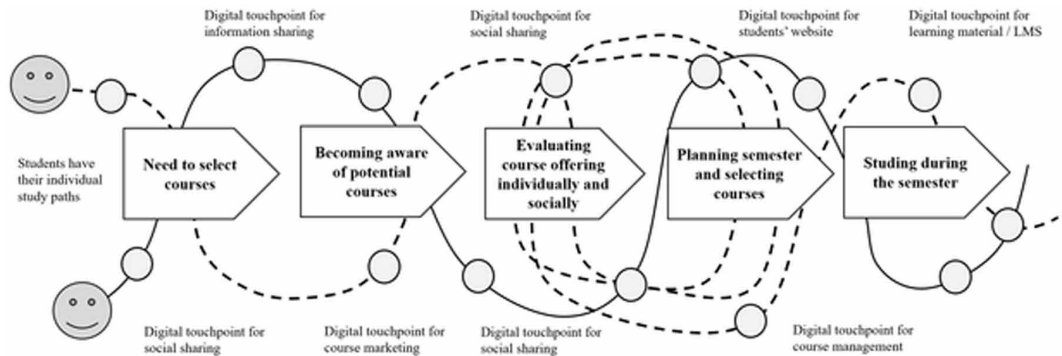 Digital touchpoint for
information sharing
Digital touchpoint for
social sharing
Digital touchpoint for
students' website
Digital touchpoint for
learning material / LMS
Students have
their individual
study paths
Need to select
courses
Becoming aware
of potential
courses
Evaluating
course offering
individually and
socially
Planning semester
and selecting
courses
Studing during
the semester
Digital touchpoint for
social sharing
Digital touchpoint for
course marketing
Digital touchpoint for
social sharing
Digital touchpoint for
course management